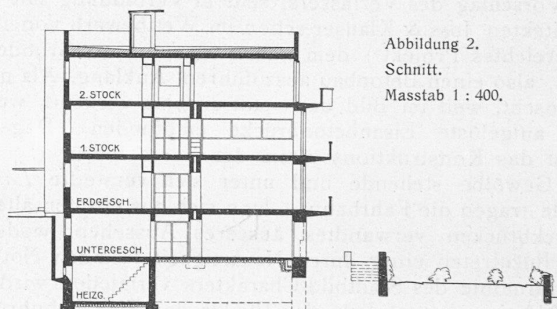 Abbildung 2.
Schnitt.
Masstab 1 : 400.
2. STOCK
1. STOCK
ERDGESCH.
UNTERGESCH.
HEIZG.